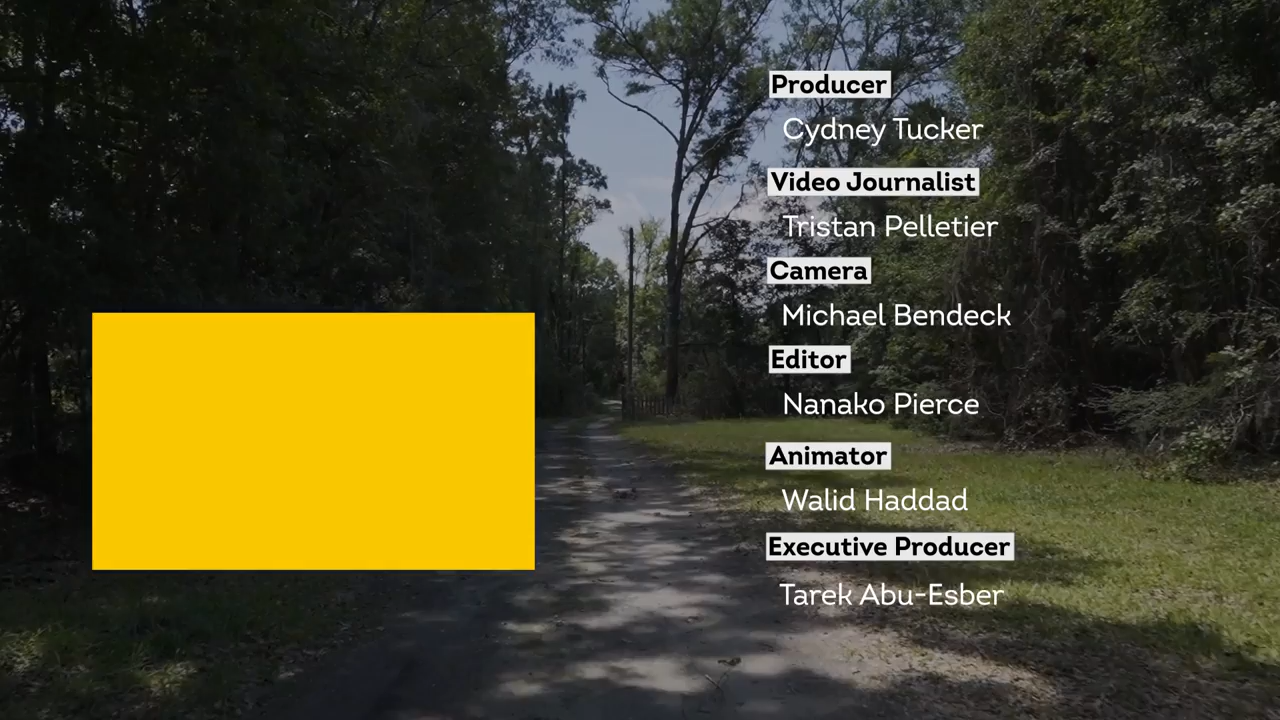 Producer
Cydney Tucker
Video Journalist
Tristan Pelletier
Camera
Michael Bendeck
Editor
Nanako Pierce
Animator
Walid Haddad
Executive Producer
Tarek Abu-Esber